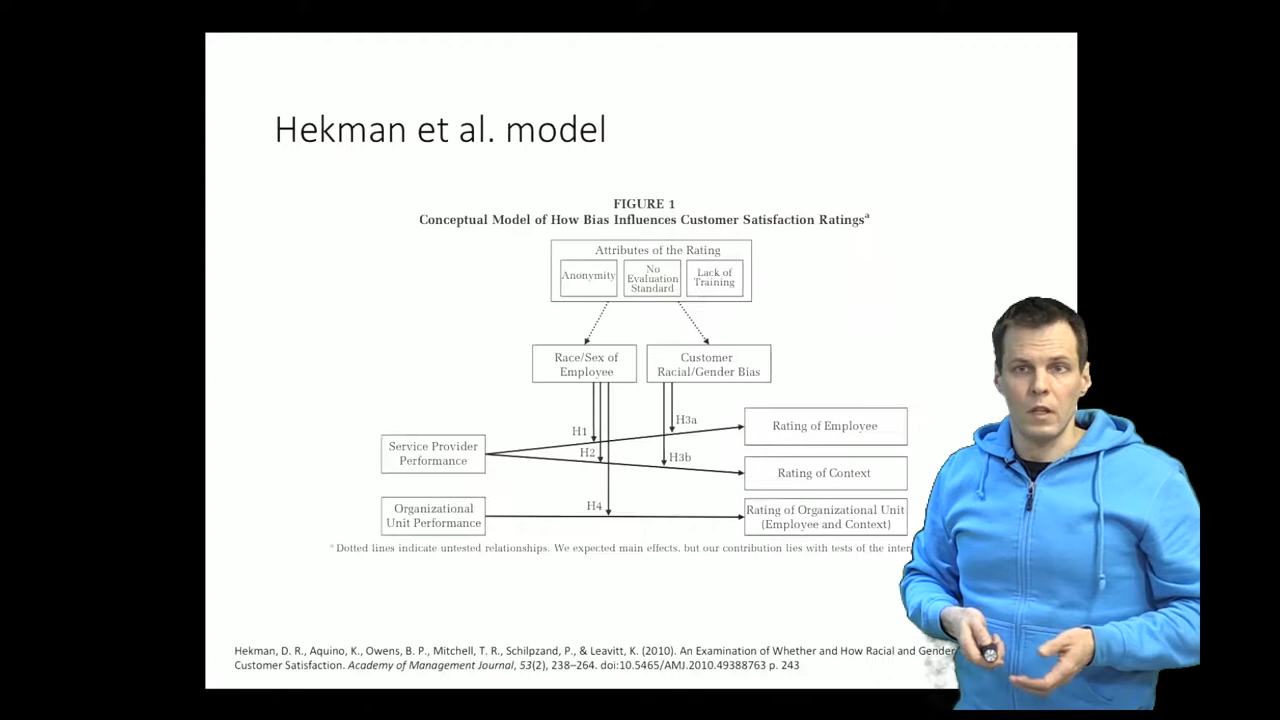 Hekman et al. model
FIGURE 1
Conceptual Model of How Bias Influences Customer Satisfaction Ratingsᵃ
Attributes of the Rating
Anonymity
No
Evaluation
Standard
Lack of
Training
Race/Sex of
Employee
Customer
Racial/Gender Bias
H3a
Rating of Employee
H1
Service Provider
Performance
H2
H3b
Rating of Context
Organizational
Unit Performance
H4
Rating of Organizational Unit
(Employee and Context)
ᵃ Dotted lines indicate untested relationships. We expected main effects, but our contribution lies with tests of the
Hekman, D. R., Aquino, K., Owens, B. P., Mitchell, T. R., Schilpzand, P., & Leavitt, K. (2010). An Examination of Whether and How Racial and Gender
Customer Satisfaction. Academy of Management Journal, 53(2), 238–264. doi:10.5465/AMJ.2010.49388763 p. 243